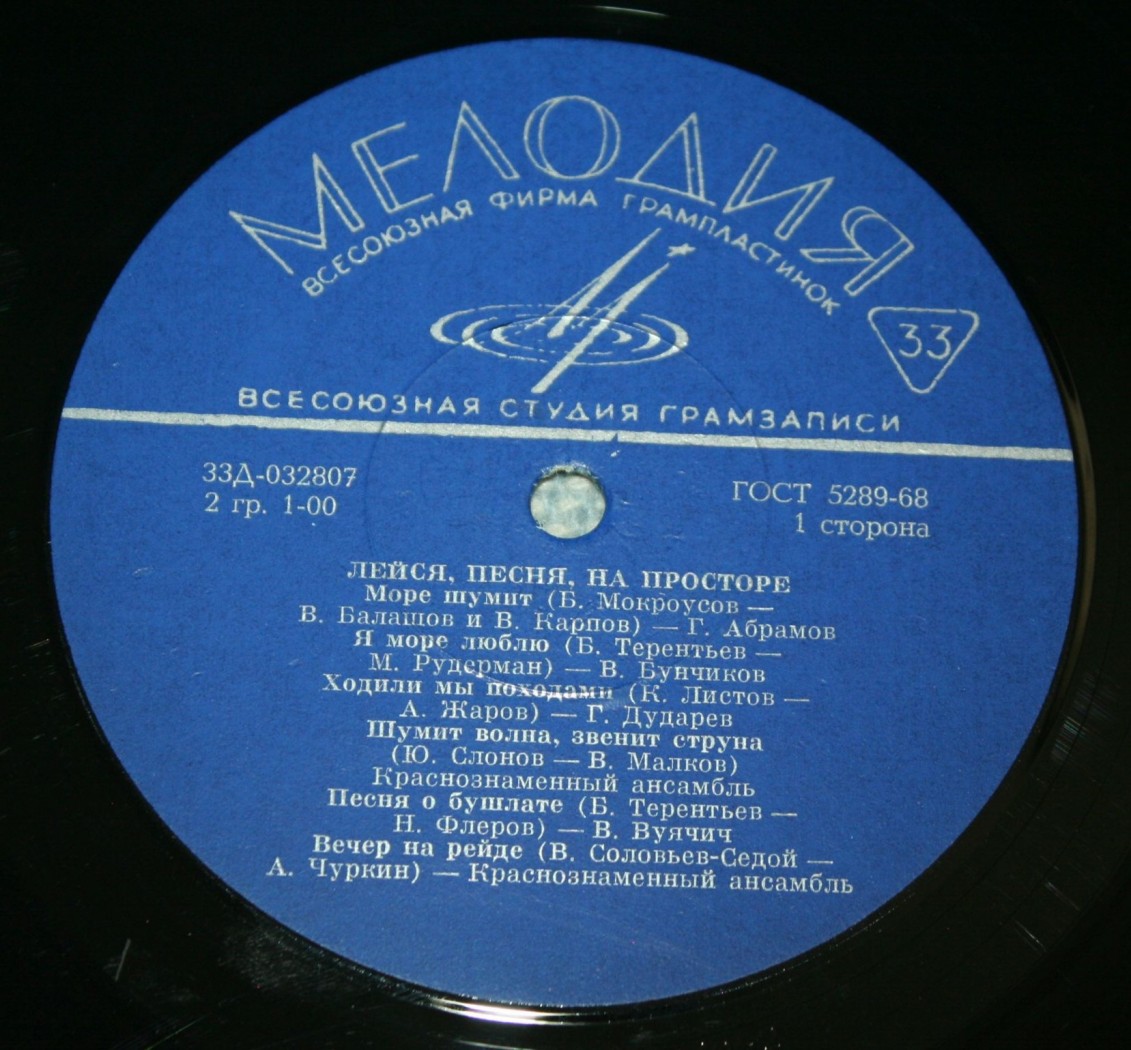 МЕЛОДИЯ
ВСЕСОЮЗНАЯ ФИРМА ГРАМПЛАСТИНОК
33
ВСЕСОЮЗНАЯ СТУДИЯ ГРАМЗАПИСИ
33Д-032807
2 гр. 1-00
ГОСТ 5289-68
1 сторона
ЛЕЙСЯ, ПЕСНЯ, НА ПРОСТОРЕ
Море шумит (Б. Мокроусов —
В. Балашов и В. Карпов) — Г. Абрамов
Я море люблю (Б. Терентьев —
М. Рудерман) — В. Бунчиков
Ходили мы походами (К. Листов —
А. Жаров) — Г. Дударев
Шумит волна, звенит струна
(Ю. Слонов — В. Малков)
Краснознаменный ансамбль
Песня о бушлате (Б. Терентьев —
Н. Флеров) — В. Вуячич
Вечер на рейде (В. Соловьев-Седой —
А. Чуркин) — Краснознаменный ансамбль